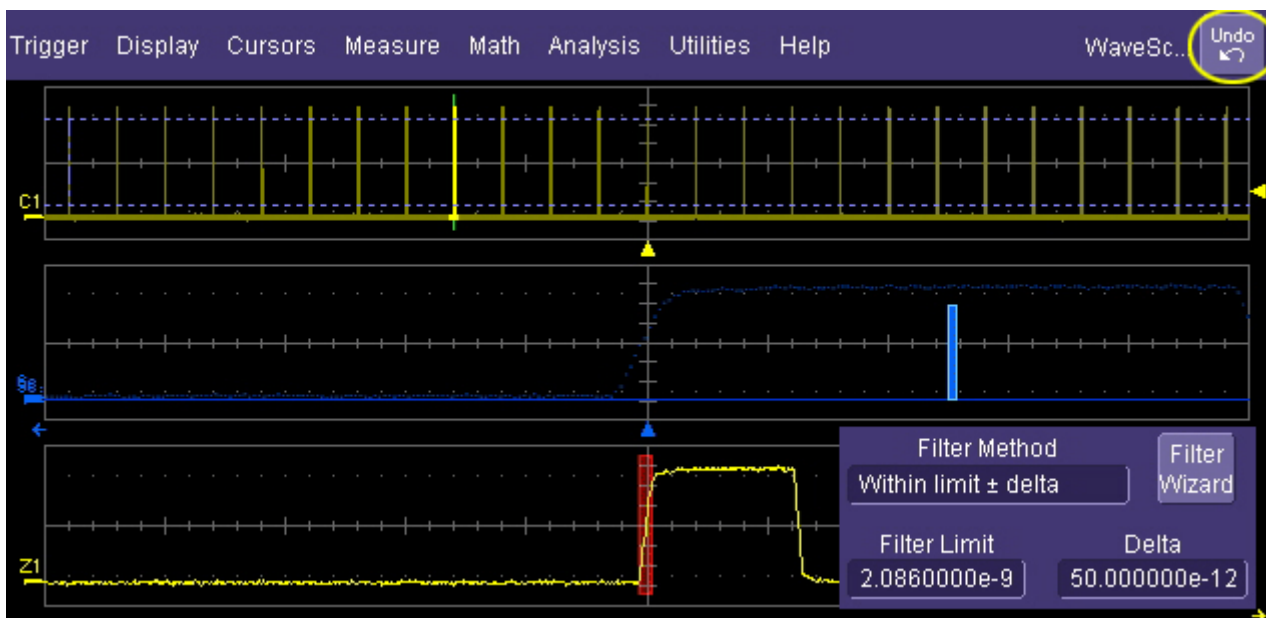 Trigger Display Cursors Measure Math Analysis Utilities Help WaveSc... Undo
C1
Filter Method
Filter Wizard
Within limit ± delta
Filter Limit Delta
Z1
2.0860000e-9 50.000000e-12